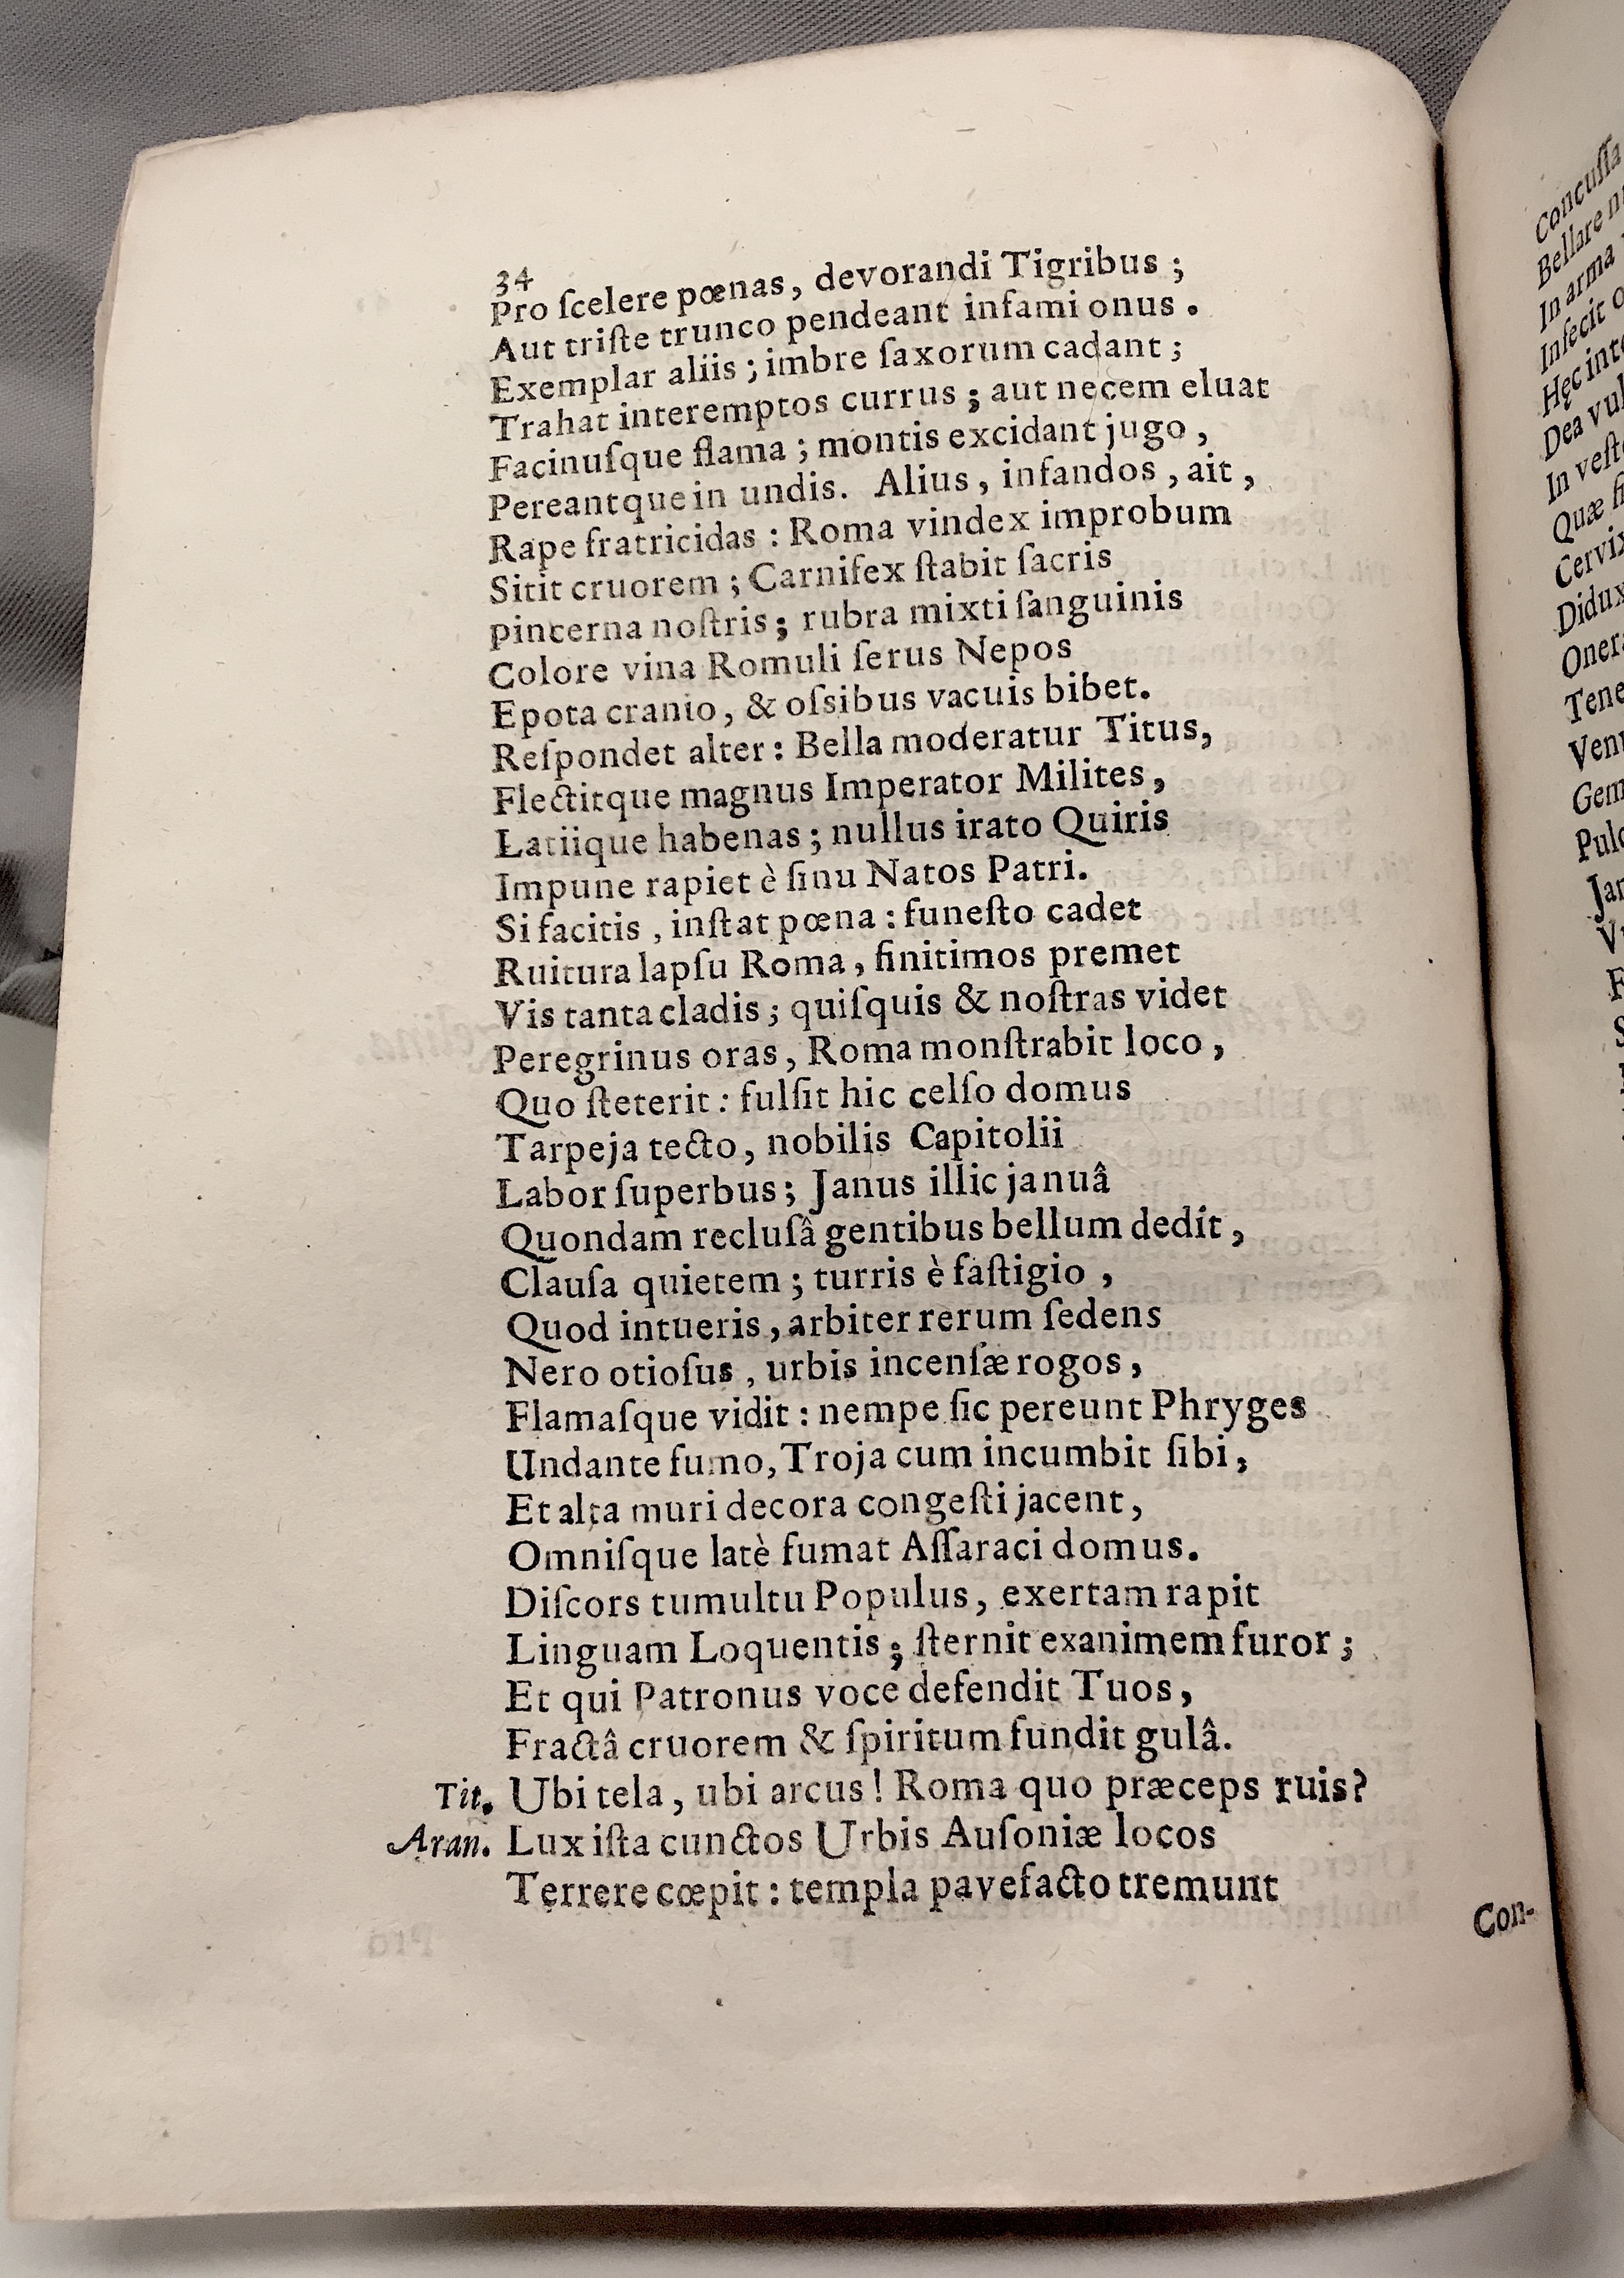 34
Pro ſcelere pœnas, devorandi Tigribus ;
Aut triſte trunco pendeant infami onus .
Exemplar aliis ; imbre ſaxorum cadant ;
Trahat interemptos currus ; aut necem eluat
Facinuſque flama ; montis excidant jugo ,
Pereantque in undis. Alius , infandos , ait ,
Rape fratricidas : Roma vindex improbum
Sitit cruorem ; Carnifex ſtabit ſacris
pincerna noſtris ; rubra mixti ſanguinis
Colore vina Romuli ſerus Nepos
Epota cranio, & oſsibus vacuis bibet.
Reſpondet alter : Bella moderatur Titus,
Flectitque magnus Imperator Milites ,
Latiique habenas ; nullus irato Quiris
Impune rapiet è ſinu Natos Patri.
Si facitis , inſtat pœna : funeſto cadet
Ruitura lapſu Roma , finitimos premet
Vis tanta cladis ; quiſquis & noſtras videt
Peregrinus oras , Roma monſtrabit loco ,
Quo ſteterit : fulſit hic celſo domus
Tarpeja tecto, nobilis Capitolii
Labor ſuperbus ; Janus illic januâ
Quondam recluſâ gentibus bellum dedit ,
Clauſa quietem ; turris è faſtigio ,
Quod intueris , arbiter rerum ſedens
Nero otioſus , urbis incenſæ rogos ,
Flamaſque vidit : nempe ſic pereunt Phryges
Undante fumo, Troja cum incumbit ſibi ,
Et alta muri decora congeſti jacent ,
Omniſque latè fumat Aſſaraci domus.
Diſcors tumultu Populus , exertam rapit
Linguam Loquentis ; ſternit exanimem furor ;
Et qui Patronus voce defendit Tuos ,
Fractâ cruorem & ſpiritum fundit gulâ.
Tit. Ubi tela , ubi arcus ! Roma quo præceps ruis?
Aran. Lux iſta cunctos Urbis Auſoniæ locos
Terrere cœpit : templa pavefacto tremunt
Con-
Concuſſa
Bellare
In arma
Infecit
Hęc
Dea
In
Quæ
Cervix